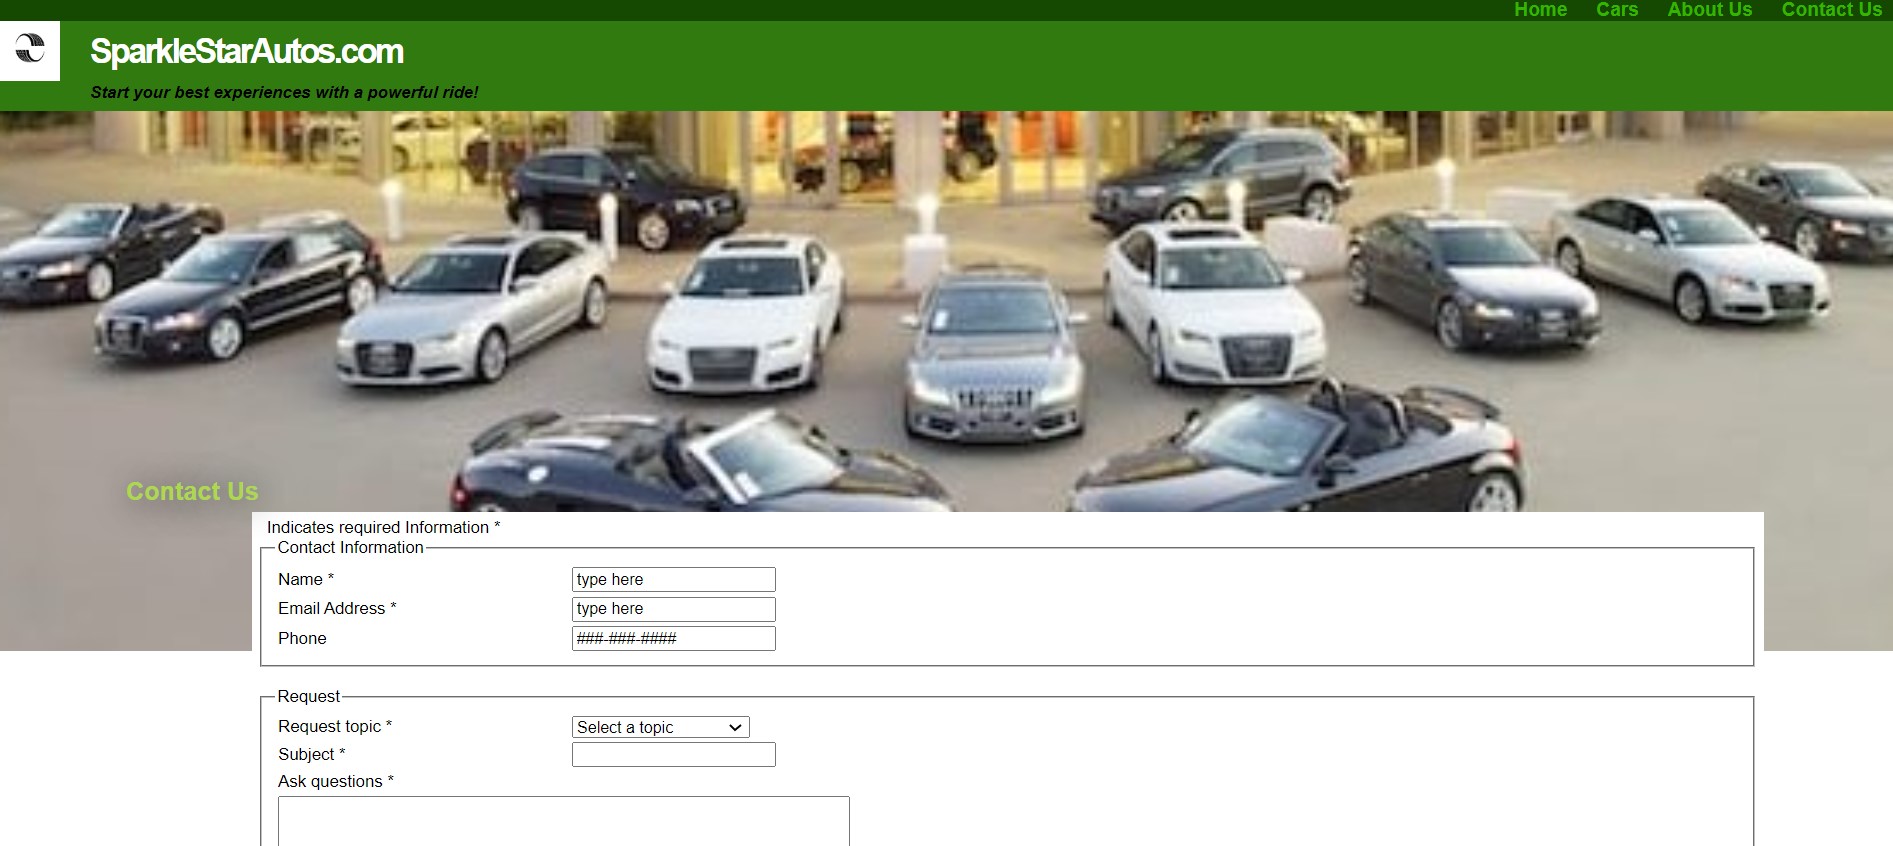 Home Cars About Us Contact Us
SparkleStarAutos.com
Start your best experiences with a powerful ride!
Contact Us
Indicates required Information *
Contact Information
Name * type here
Email Address * type here
Phone ###-###-####
Request
Request topic * Select a topic
Subject *
Ask questions *